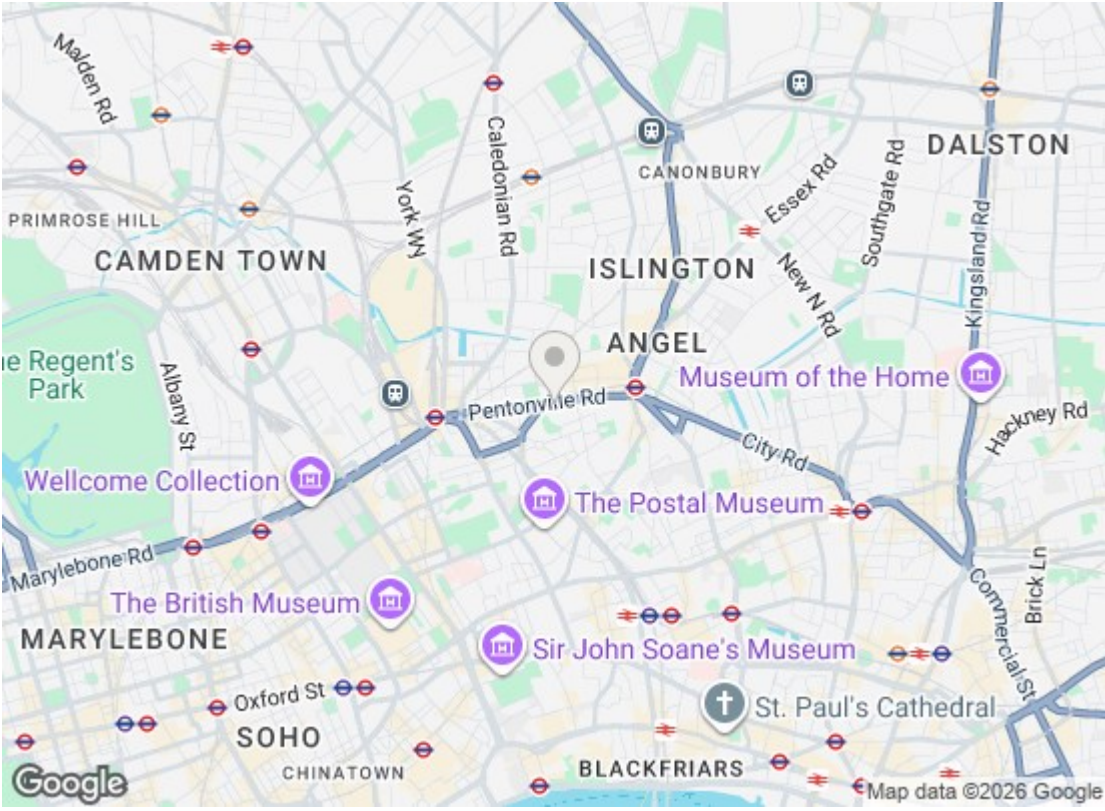 Malden Rd
Caledonian Rd
York Wy
CANONBURY
Essex Rd
Southgate Rd
DALSTON
PRIMROSE HILL
CAMDEN TOWN
ISLINGTON
New N Rd
Kingsland Rd
ANGEL
e Regent's
Park
Albany St
Pentonville Rd
Museum of the Home
Hackney Rd
City Rd
Wellcome Collection
The Postal Museum
Marylebone Rd
The British Museum
Commercial St
Brick Ln
MARYLEBONE
Sir John Soane's Museum
Oxford St
St. Paul's Cathedral
SOHO
CHINATOWN
BLACKFRIARS
Google
Map data ©2026 Google